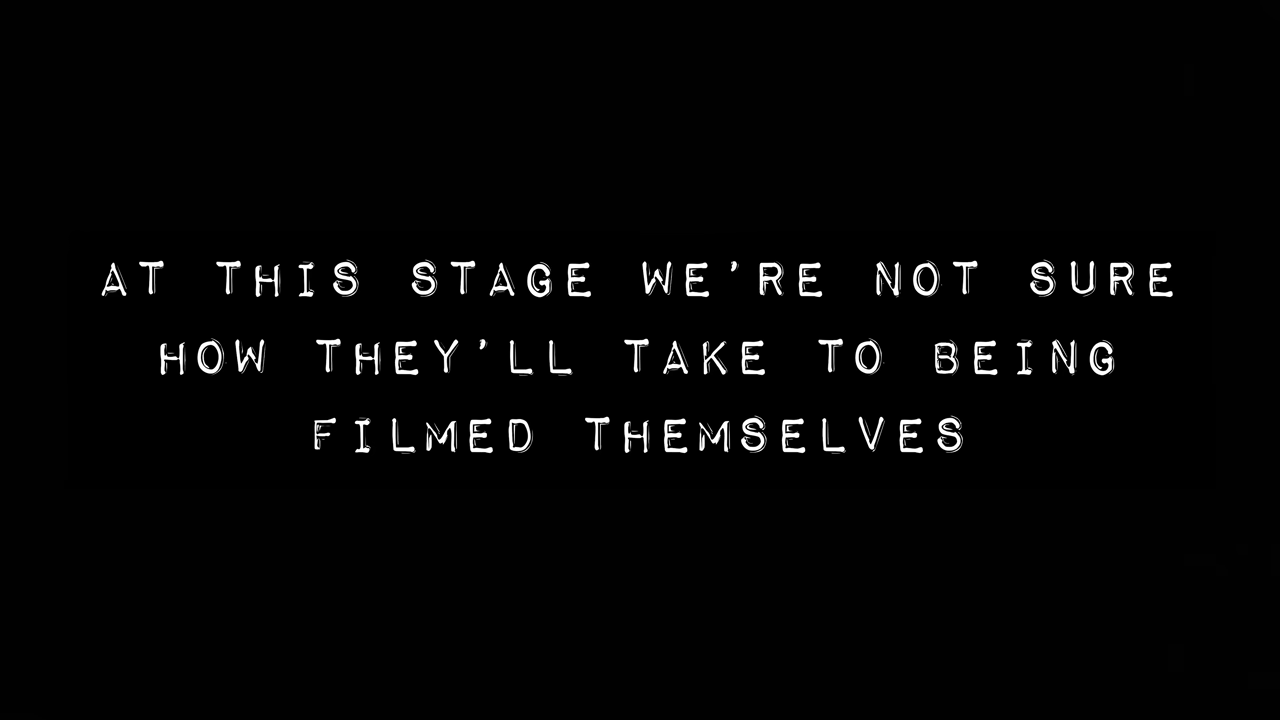 AT THIS STAGE WE'RE NOT SURE
HOW THEY'LL TAKE TO BEING
FILMED THEMSELVES